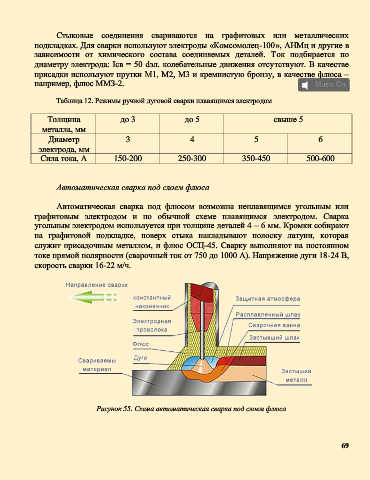 Стыковые соединения свариваются на графитовых или металлических
подкладках. Для сварки используют электроды «Комсомолец-100», АНМц и другие в
зависимости от химического состава соединяемых деталей. Ток подбирается по
диаметру электрода: Iсв = 50 dэл. колебательные движения отсутствуют. В качестве
присадки используют прутки М1, М2, М3 и кремнистую бронзу, в качестве флюса –
например, флюс ММЗ-2.
Таблица 12. Режимы ручной дуговой сварки плавящимся электродом
Толщина металла, мм до 3 до 5 свыше 5
Диаметр электрода, мм 3 4 5 6
Сила тока, А 150-200 250-300 350-450 500-600
Автоматическая сварка под слоем флюса
Автоматическая сварка под флюсом возможна неплавящимся угольным или
графитовым электродом и по обычной схеме плавящимся электродом. Сварка
угольным электродом используется при толщине деталей 4 – 6 мм. Кромки собирают
на графитовой подкладке, поверх стыка накладывают полоску латуни, которая
служит присадочным металлом, и флюс ОСЦ-45. Сварку выполняют на постоянном
токе прямой полярности (сварочный ток от 750 до 1000 А). Напряжение дуги 18-24 В,
скорость сварки 16-22 м/ч.
Направление сварки
константный
наконечник
Электродная
проволока
Флюс
Дуга
Свариваемы
материал
Защитная атмосфера
Расплавленный шлак
Сварочная ванна
Застывший шлак
Застывши
металл
Рисунок 55. Схема автоматическая сварка под слоем флюса
69